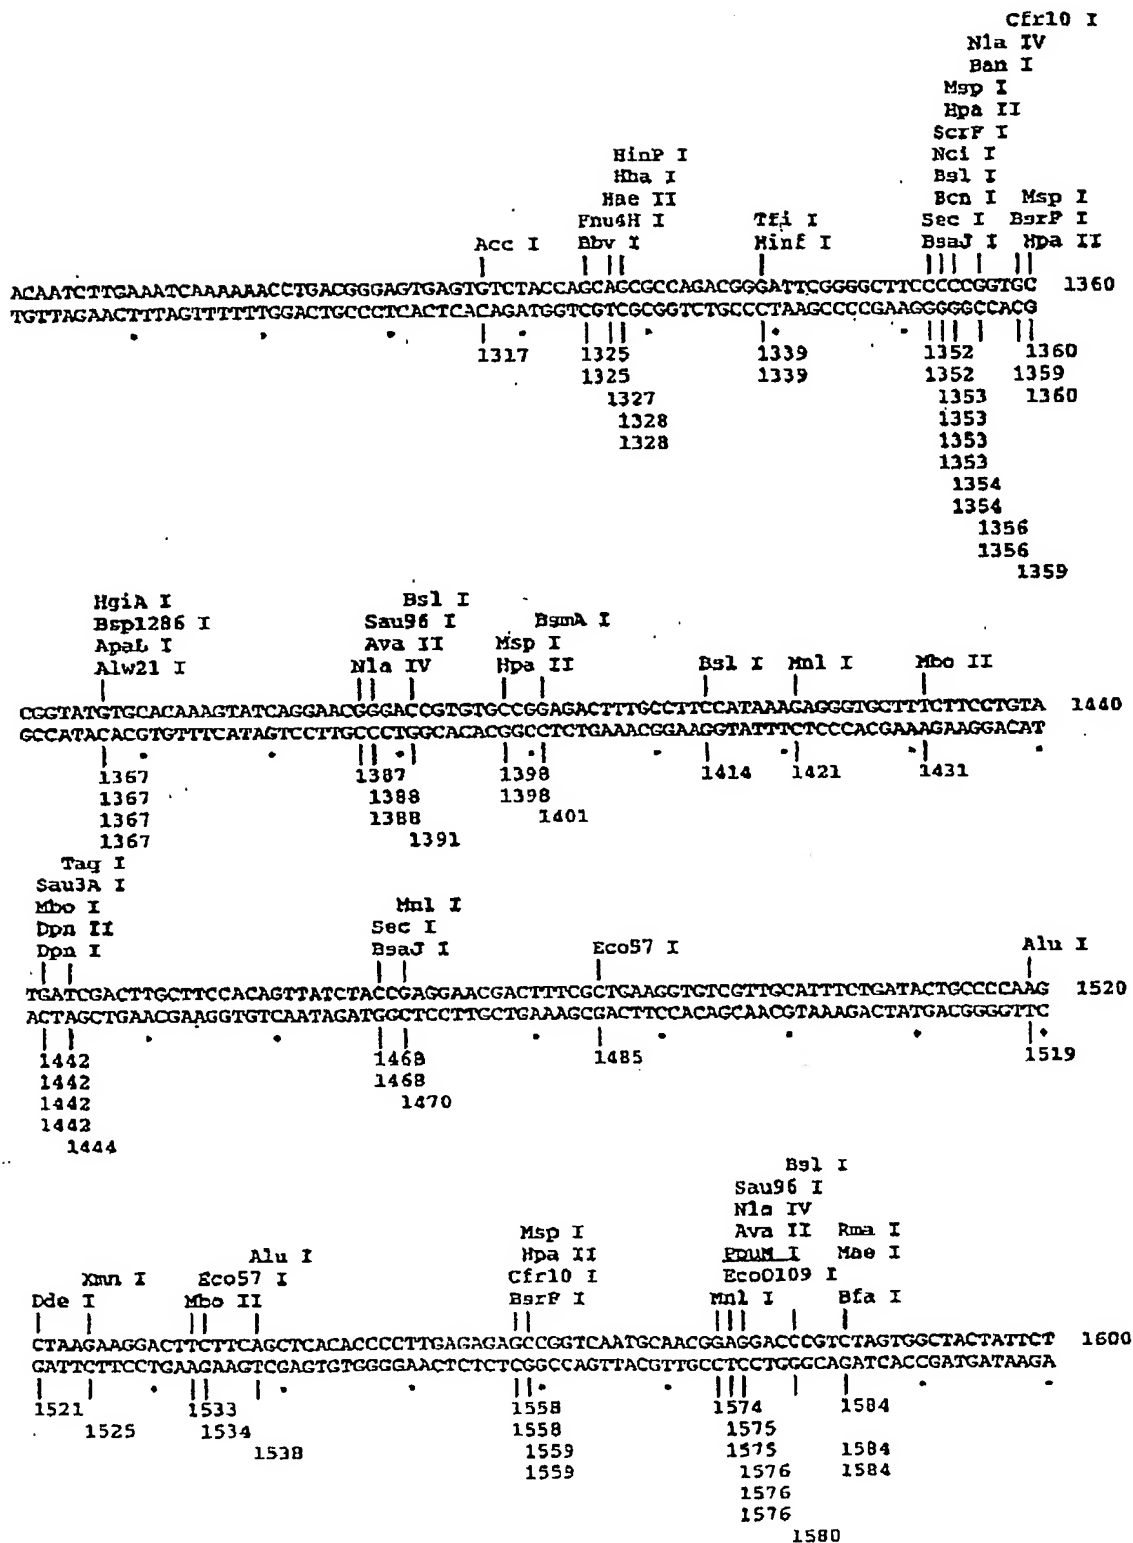 Cfr10 I
Nla IV
Ban I
Msp I
Hpa II
ScrF I
HinP I Nci I
Hha I Bsl I
Hae II Bcn I Msp I
Fnu4H I Tfi I Sec I BsrF I
Acc I Bbv I Hinf I BsaJ I Hpa II
ACAATCTTGAAATCAAAAAACCTGACGGGAGTGAGTGTCTACCAGCAGCGCCAGACGGGATTCGGGGCTTCCCCCCGGTGC 1360
TGTTAGAACTTTAGTTTTTTGGACTGCCCTCACTCACAGATGGTCGTCGCGGTCTGCCCTAAGCCCCGAAGGGGGCCACG
1317 1325 1339 1352 1360
1325 1339 1352 1359
1327 1353 1360
1328 1353
1328 1353
1353
1354
1354
1356
1356
1359
HgiA I Bsl I
Bsp1286 I Sau96 I BsmA I
ApaL I Ava II Msp I
Alw21 I Nla IV Hpa II Bsl I Mnl I Mbo II
CGGTATGTGCACAAAGTATCAGGAACGGGACCGTGTGCCGGAGACTTTGCCTTCCATAAAGAGGGTGCTTTCTTCCTGTA 1440
GCCATACACGTGTTTCATAGTCCTTGCCCTGGCACACGGCCTCTGAAACGGAAGGTATTTCTCCCACGAAAGAAGGACAT
1367 1387 1398 1414 1421 1431
1367 1388 1398
1367 1388 1401
1367 1391
Taq I
Sau3A I
Mbo I Mnl I
Dpn II Sec I
Dpn I BsaJ I Eco57 I Alu I
TGATCGACTTGCTTCCACAGTTATCTACCGAGGAACGACTTTCGCTGAAGGTGTCGTTGCATTTCTGATACTGCCCCAAG 1520
ACTAGCTGAACGAAGGTGTCAATAGATGGCTCCTTGCTGAAAGCGACTTCCACAGCAACGTAAAGACTATGACGGGGTTC
1442 1468 1485 1519
1442 1468
1442 1470
1442
1444
Bsl I
Sau96 I
Nla IV
Msp I Ava II Rma I
Alu I Hpa II PpuM I Mae I
Xmn I Eco57 I Cfr10 I EcoO109 I
Dde I Mbo II BsrF I Mnl I Bfa I
CTAAGAAGGACTTCTTCAGCTCACACCCCTTGAGAGAGCCGGTCAATGCAACGGAGGACCCGTCTAGTGGCTACTATTCT 1600
GATTCTTCCTGAAGAAGTCGAGTGTGGGGAACTCTCTCGGCCAGTTACGTTGCCTCCTGGGCAGATCACCGATGATAAGA
1521 1533 1558 1574 1584
1525 1534 1558 1575
1538 1559 1575 1584
1559 1576 1584
1576
1576
1580